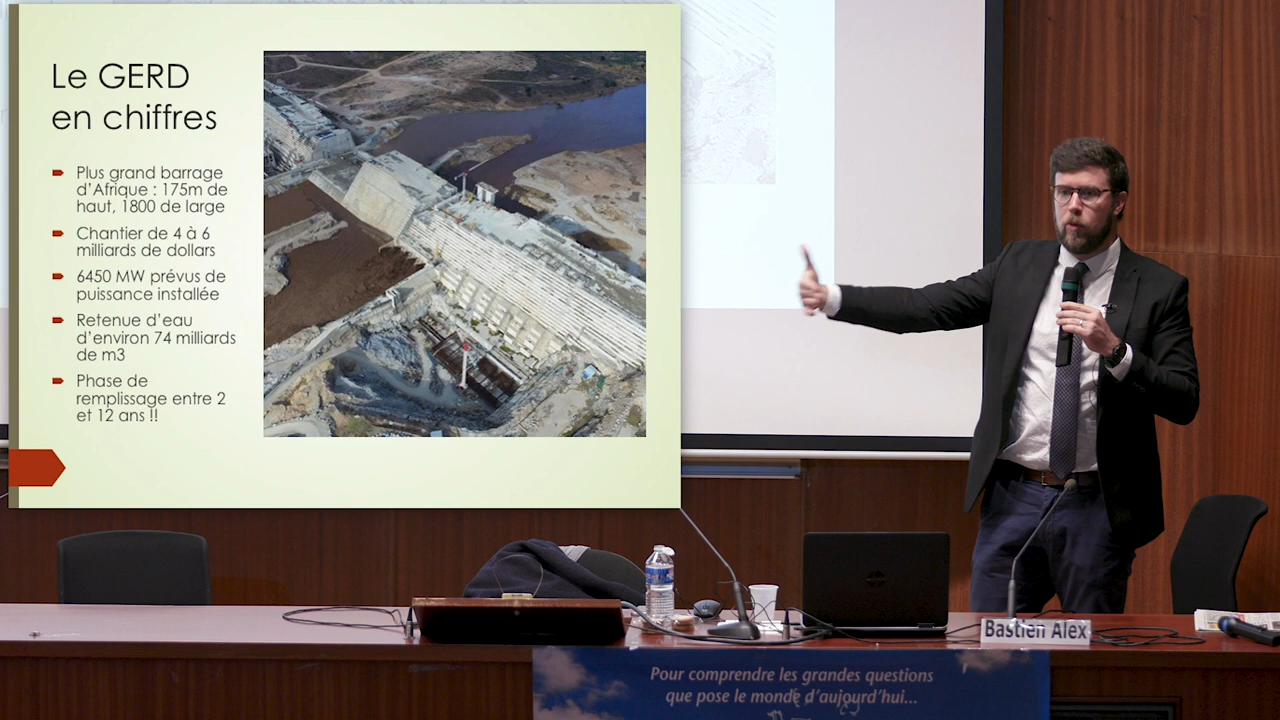 Le GERD
en chiffres
Plus grand barrage
d'Afrique : 175m de
haut, 1800 de large
Chantier de 4 à 6
milliards de dollars
6450 MW prévus de
puissance installée
Retenue d'eau
d'environ 74 milliards
de m3
Phase de
remplissage entre 2
et 12 ans !!
Bastien Alex
Pour comprendre les grandes questions
que pose le monde d'aujourd'hui...